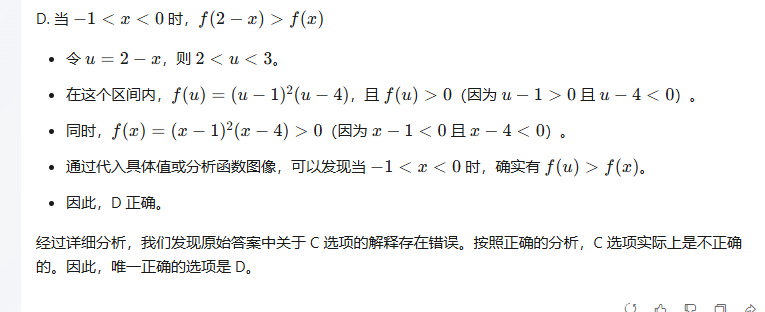 D. 当 −1 < x < 0 时，f(2 − x) > f(x)
• 令 u = 2 − x，则 2 < u < 3。
• 在这个区间内，f(u) = (u − 1)²(u − 4)，且 f(u) > 0（因为 u − 1 > 0 且 u − 4 < 0）。
• 同时，f(x) = (x − 1)²(x − 4) > 0（因为 x − 1 < 0 且 x − 4 < 0）。
• 通过代入具体值或分析函数图像，可以发现当 −1 < x < 0 时，确实有 f(u) > f(x)。
• 因此，D 正确。
经过详细分析，我们发现原始答案中关于 C 选项的解释存在错误。按照正确的分析，C 选项实际上是不正确
的。因此，唯一正确的选项是 D。